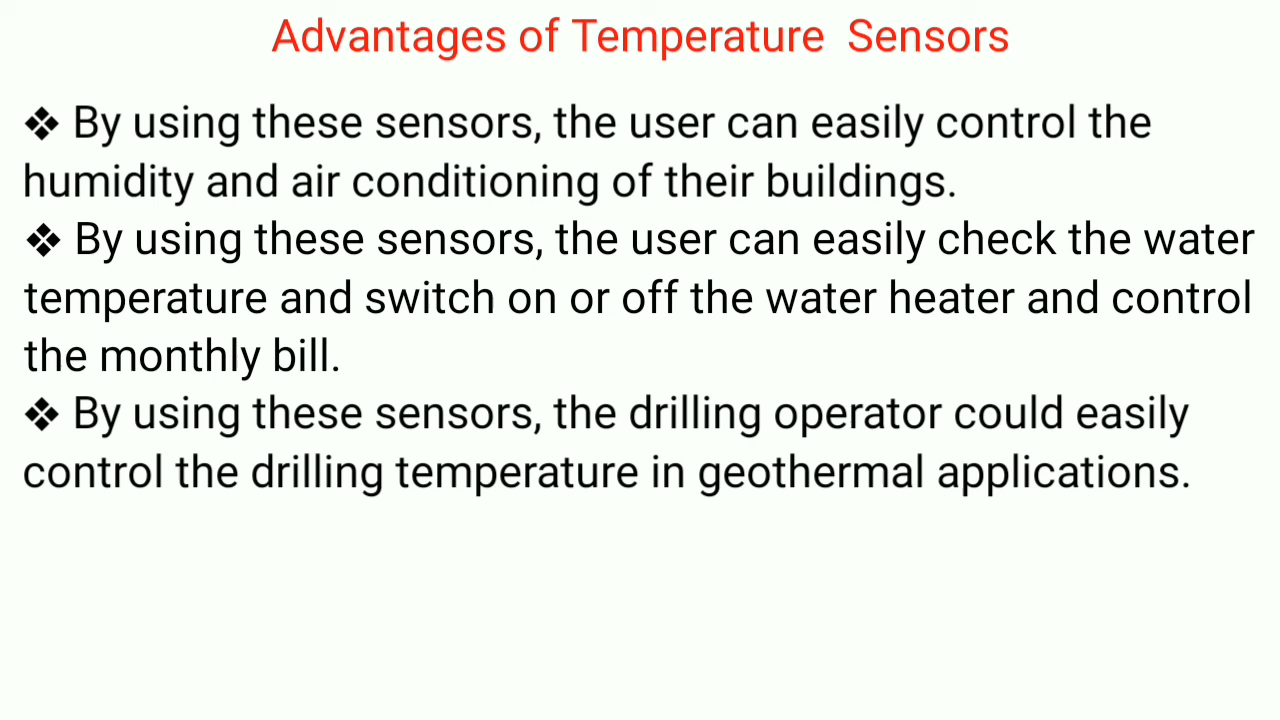 Advantages of Temperature  Sensors
❖ By using these sensors, the user can easily control the
humidity and air conditioning of their buildings.
❖ By using these sensors, the user can easily check the water
temperature and switch on or off the water heater and control
the monthly bill.
❖ By using these sensors, the drilling operator could easily
control the drilling temperature in geothermal applications.